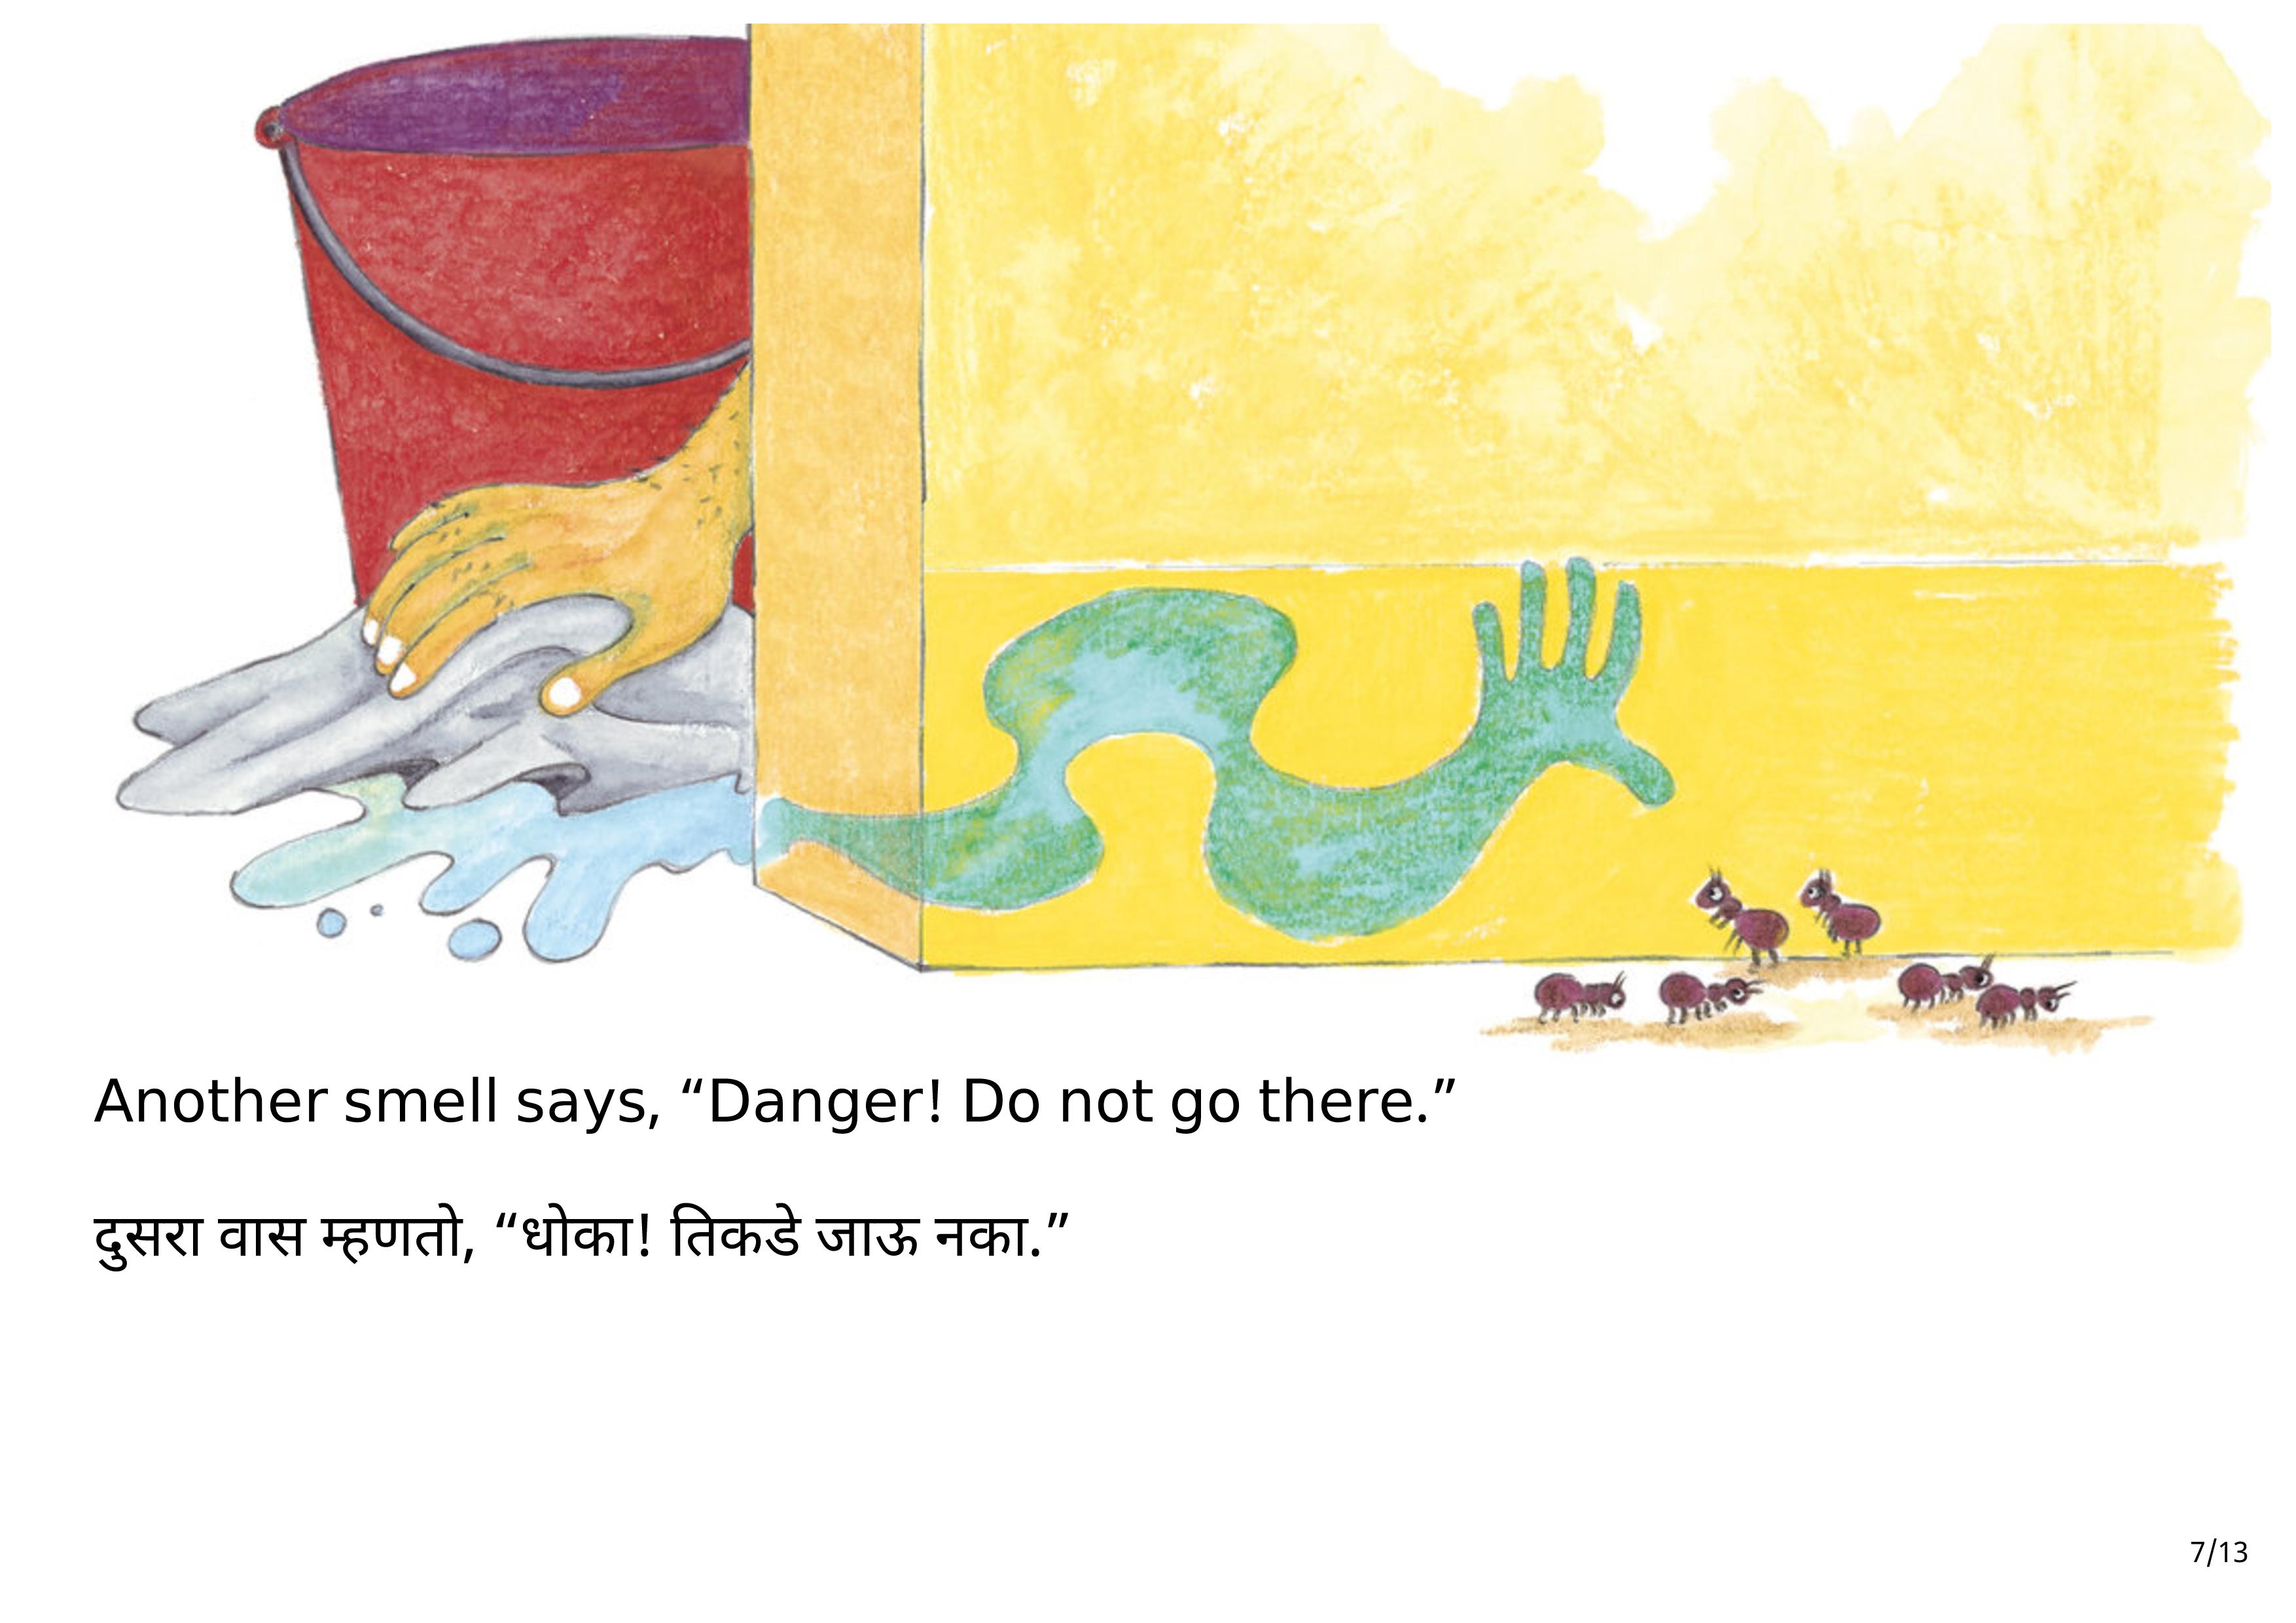 Another smell says, “Danger! Do not go there.”
दुसरा वास म्हणतो, “धोका! तिकडे जाऊ नका.”
7/13